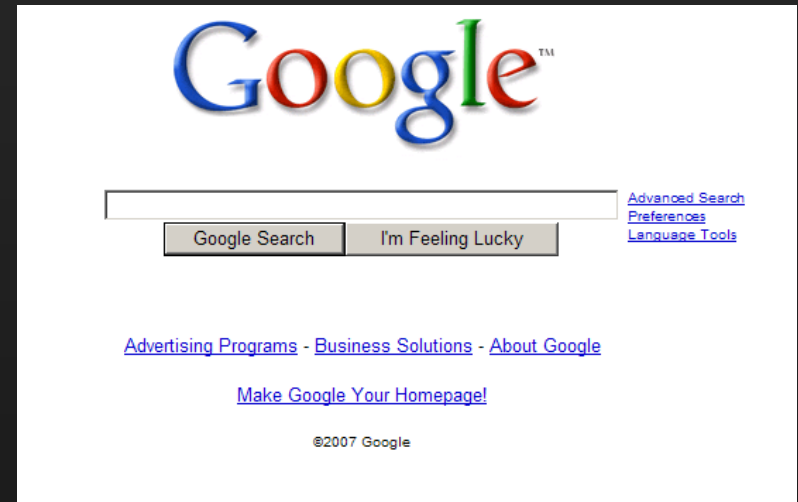 Google™
Advanced Search
Preferences
Language Tools
Google Search I'm Feeling Lucky
Advertising Programs - Business Solutions - About Google
Make Google Your Homepage!
©2007 Google